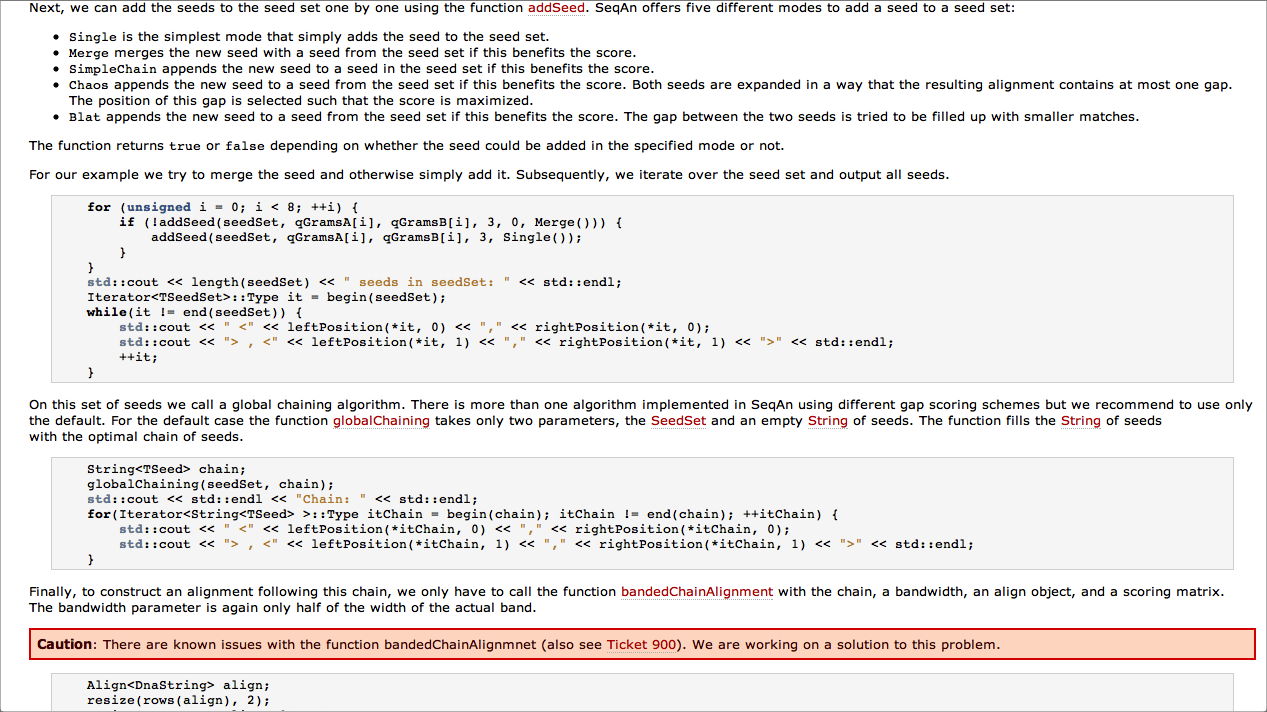 Next, we can add the seeds to the seed set one by one using the function addSeed. SeqAn offers five different modes to add a seed to a seed set:
• Single is the simplest mode that simply adds the seed to the seed set.
• Merge merges the new seed with a seed from the seed set if this benefits the score.
• SimpleChain appends the new seed to a seed in the seed set if this benefits the score.
• Chaos appends the new seed to a seed from the seed set if this benefits the score. Both seeds are expanded in a way that the resulting alignment contains at most one gap.
The position of this gap is selected such that the score is maximized.
• Blat appends the new seed to a seed from the seed set if this benefits the score. The gap between the two seeds is tried to be filled up with smaller matches.
The function returns true or false depending on whether the seed could be added in the specified mode or not.
For our example we try to merge the seed and otherwise simply add it. Subsequently, we iterate over the seed set and output all seeds.
for (unsigned i = 0; i < 8; ++i) {
if (!addSeed(seedSet, qGramsA[i], qGramsB[i], 3, 0, Merge())) {
addSeed(seedSet, qGramsA[i], qGramsB[i], 3, Single());
}
}
std::cout << length(seedSet) << " seeds in seedSet: " << std::endl;
Iterator<TSeedSet>::Type it = begin(seedSet);
while(it != end(seedSet)) {
std::cout << " <" << leftPosition(*it, 0) << "," << rightPosition(*it, 0);
std::cout << "> , <" << leftPosition(*it, 1) << "," << rightPosition(*it, 1) << ">" << std::endl;
++it;
}
On this set of seeds we call a global chaining algorithm. There is more than one algorithm implemented in SeqAn using different gap scoring schemes but we recommend to use only
the default. For the default case the function globalChaining takes only two parameters, the SeedSet and an empty String of seeds. The function fills the String of seeds
with the optimal chain of seeds.
String<TSeed> chain;
globalChaining(seedSet, chain);
std::cout << std::endl << "Chain: " << std::endl;
for(Iterator<String<TSeed> >::Type itChain = begin(chain); itChain != end(chain); ++itChain) {
std::cout << " <" << leftPosition(*itChain, 0) << "," << rightPosition(*itChain, 0);
std::cout << "> , <" << leftPosition(*itChain, 1) << "," << rightPosition(*itChain, 1) << ">" << std::endl;
}
Finally, to construct an alignment following this chain, we only have to call the function bandedChainAlignment with the chain, a bandwidth, an align object, and a scoring matrix.
The bandwidth parameter is again only half of the width of the actual band.
Caution: There are known issues with the function bandedChainAlignmnet (also see Ticket 900). We are working on a solution to this problem.
Align<DnaString> align;
resize(rows(align), 2);